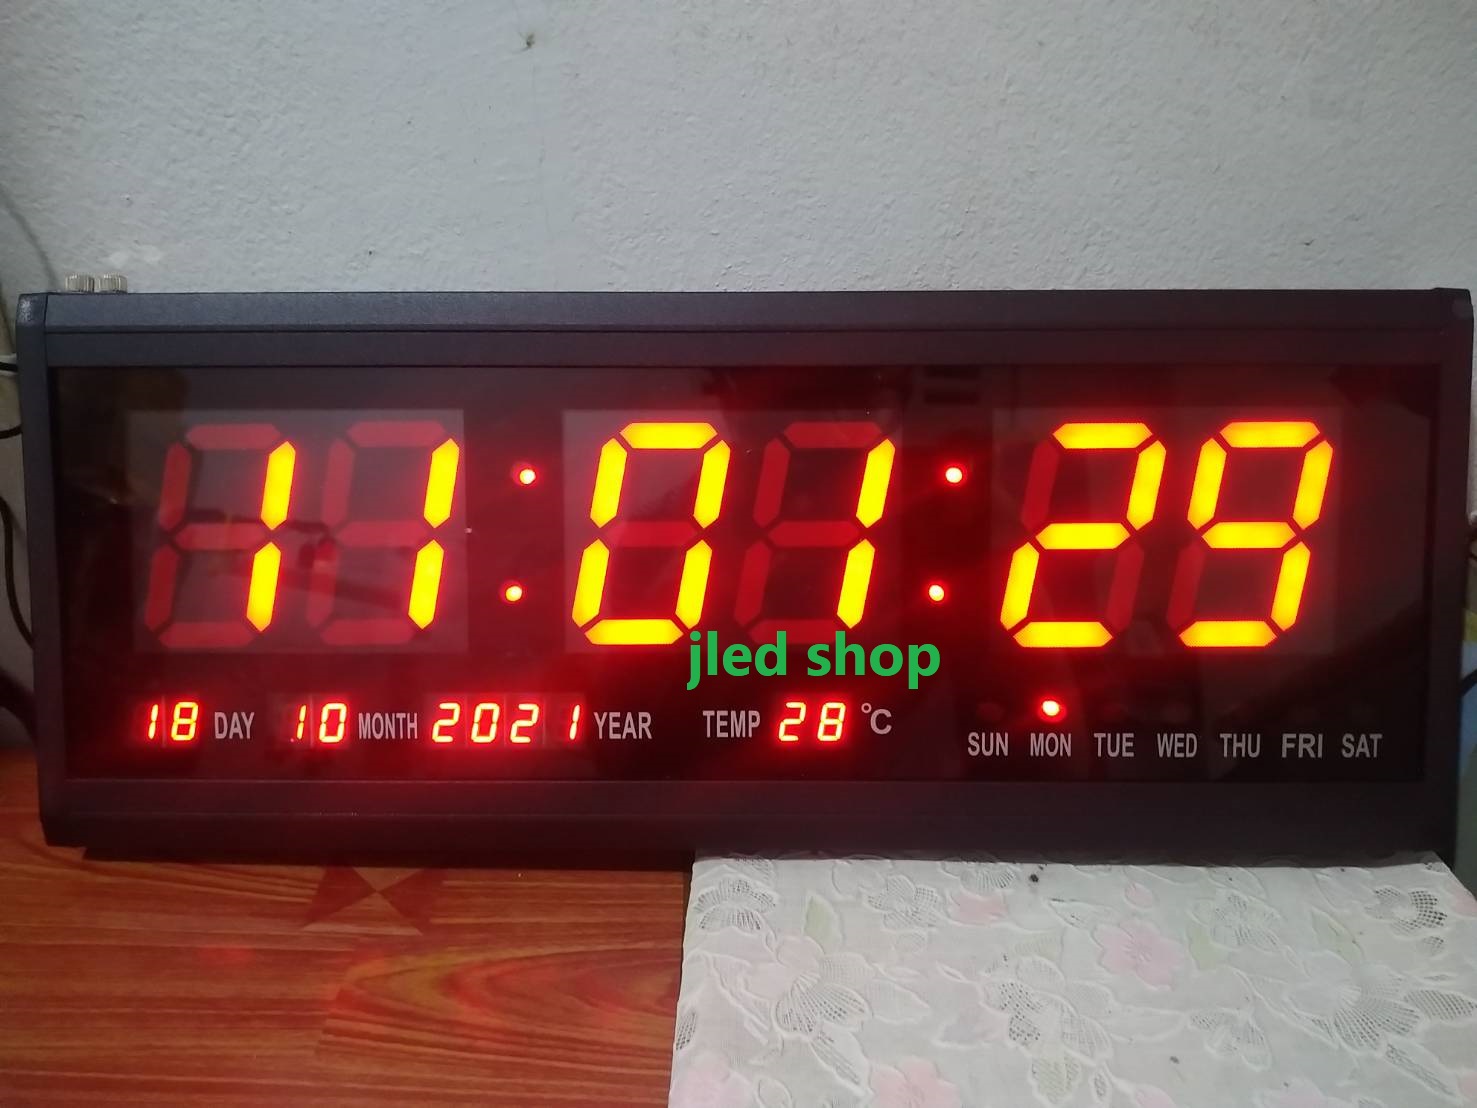 11:01:29
jled shop
18 DAY 10 MONTH 2021 YEAR TEMP 28 °C
SUN MON TUE WED THU FRI SAT